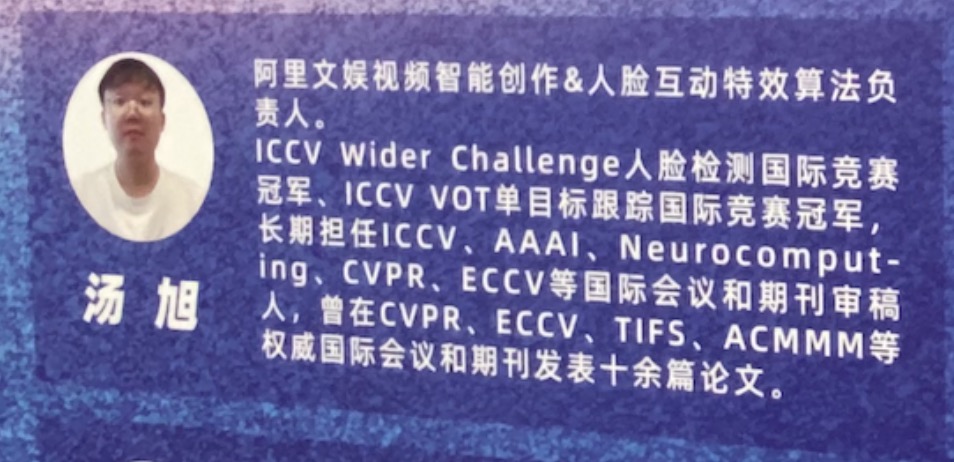 阿里文娱视频智能创作&人脸互动特效算法负
责人。
ICCV Wider Challenge人脸检测国际竞赛
冠军、ICCV VOT单目标跟踪国际竞赛冠军，
长期担任ICCV、AAAI、Neurocomput-
ing、CVPR、ECCV等国际会议和期刊审稿
人，曾在CVPR、ECCV、TIFS、ACMMM等
权威国际会议和期刊发表十余篇论文。
汤旭